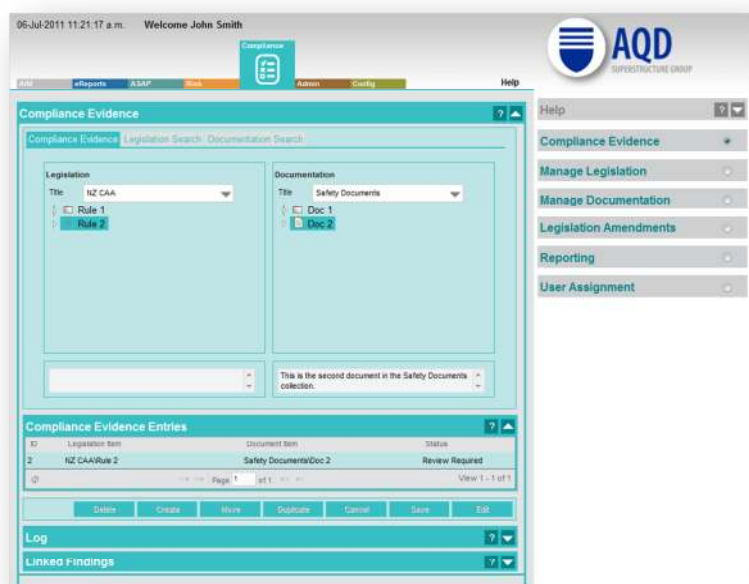 06-Jul-2011 11:21:17 a.m. Welcome John Smith
Compliance
AQD
SUPERSTRUCTURE GROUP
Add eReports ASAP Risk Admin Config Help
Compliance Evidence ?
Help ?
Compliance Evidence Legislation Search Documentation Search
Compliance Evidence
Manage Legislation
Manage Documentation
Legislation Amendments
Reporting
User Assignment
Legislation
Title NZ CAA
Rule 1
Rule 2
Documentation
Title Safety Documents
Doc 1
Doc 2
This is the second document in the Safety Documents
collection.
Compliance Evidence Entries ?
ID Legislation Item Document Item Status
2 NZ CAA\Rule 2 Safety Documents\Doc 2 Review Required
Page 1 of 1 View 1 - 1 of 1
Delete Create Move Duplicate Cancel Save Edit
Log ?
Linked Findings ?